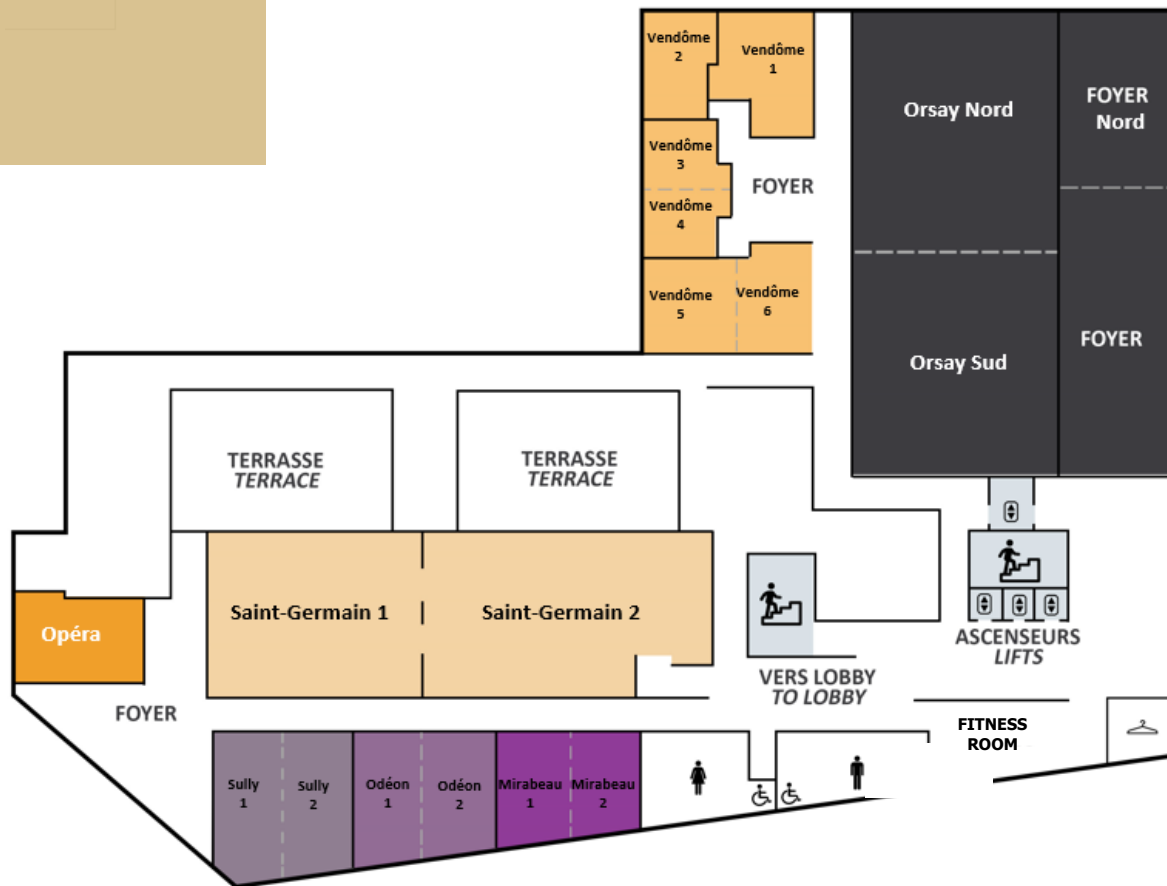 Vendôme
2
Vendôme
1
Orsay Nord
FOYER
Nord
Vendôme
3
FOYER
Vendôme
4
Vendôme
5
Vendôme
6
FOYER
Orsay Sud
TERRASSE
TERRACE
TERRASSE
TERRACE
Saint-Germain 1
Saint-Germain 2
Opéra
ASCENSEURS
LIFTS
VERS LOBBY
TO LOBBY
FOYER
FITNESS
ROOM
Sully
1
Sully
2
Odéon
1
Odéon
2
Mirabeau
1
Mirabeau
2